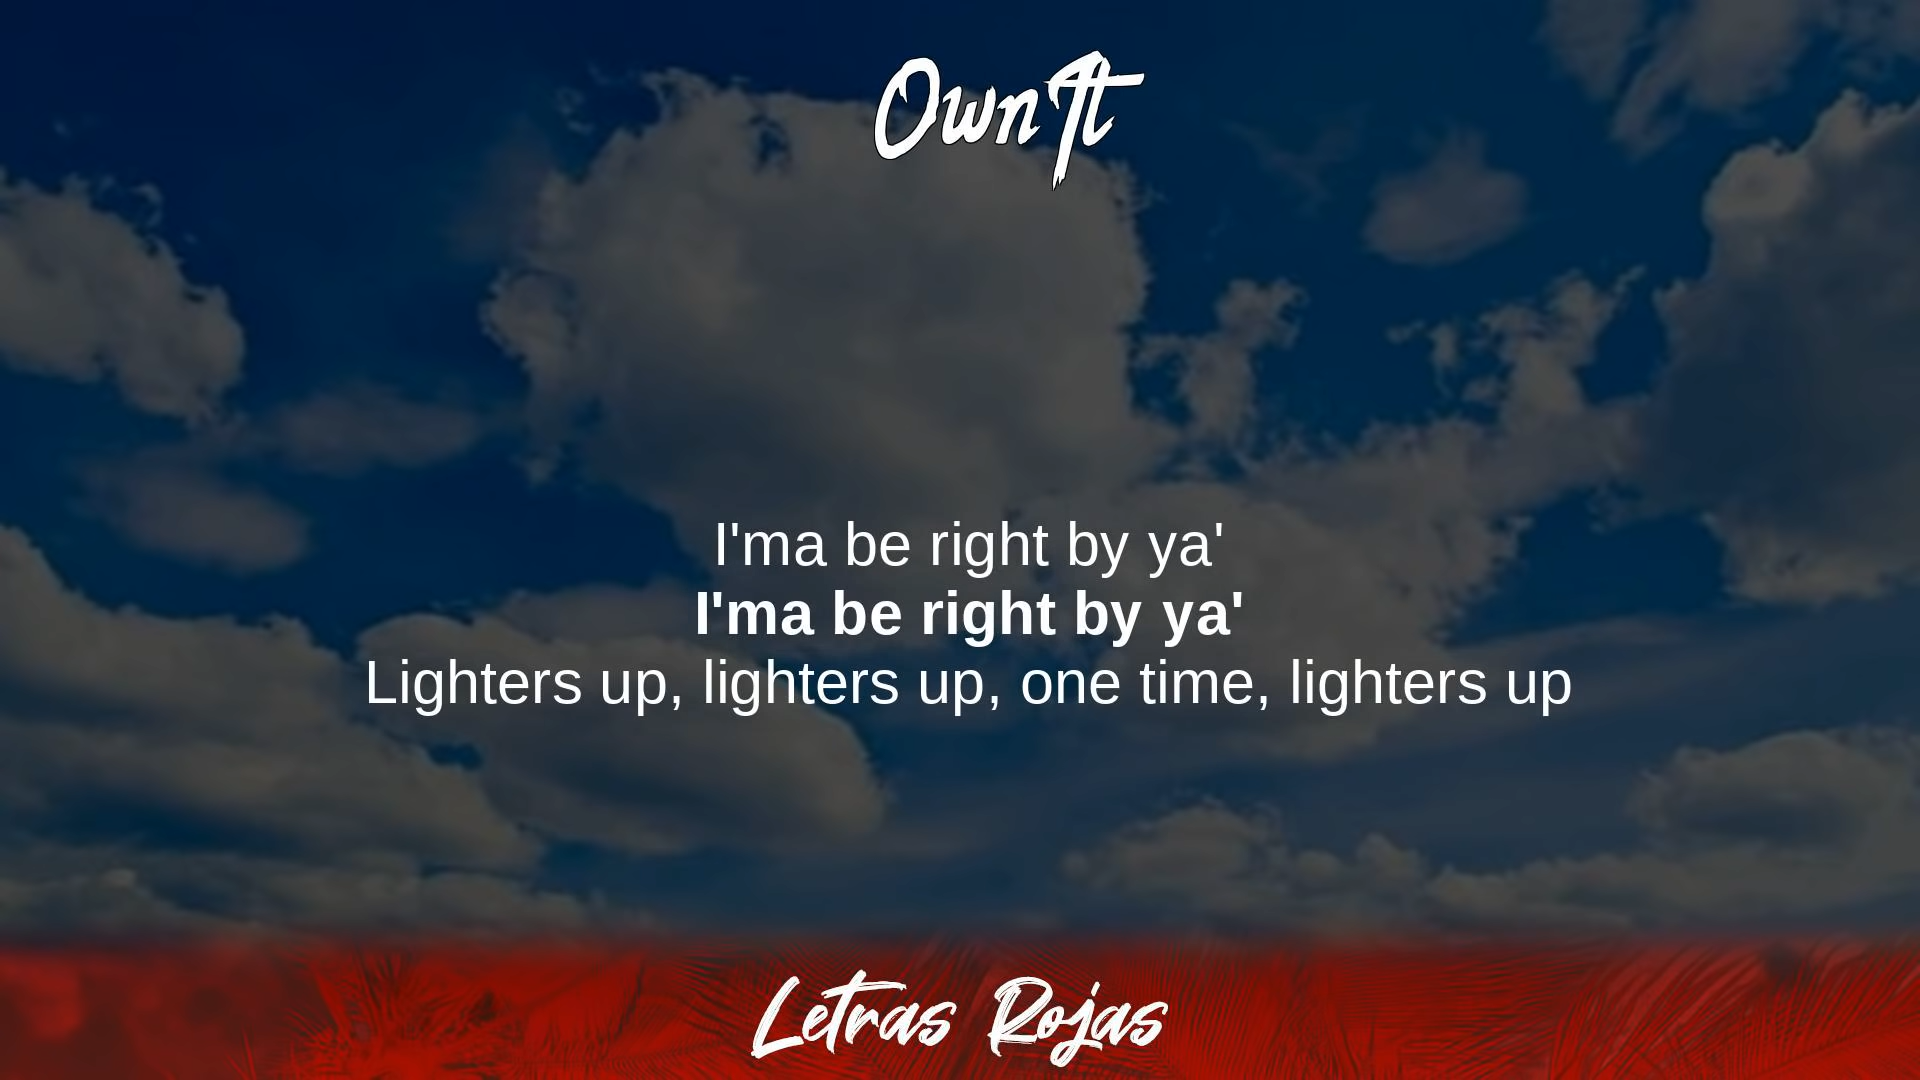 Own It
I'ma be right by ya'
I'ma be right by ya'
Lighters up, lighters up, one time, lighters up
Letras Rojas